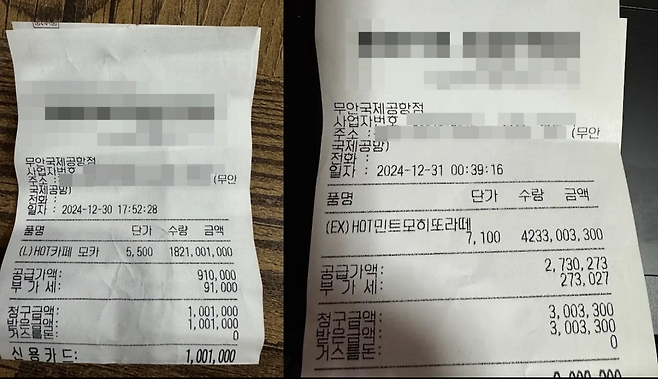 무안국제공항점
사업자번호
주소 : (무안
국제공항)
전화 :
일자 : 2024-12-30 17:52:28
품명 단가 수량 금액
(L)HOT카페 모카 5,500 1821,001,000
공급가액: 910,000
부 가 세: 91,000
청구금액: 1,001,000
받은금액: 1,001,000
거스름돈: 0
신용카드: 1,001,000
무안국제공항점
사업자번호
주소 : (무안
국제공항)
전화 :
일자 : 2024-12-31 00:39:16
품명 단가 수량 금액
(EX)HOT민트모히또라떼
7,100 4233,003,300
공급가액: 2,730,273
부 가 세: 273,027
청구금액: 3,003,300
받은금액: 3,003,300
거스름돈: 0